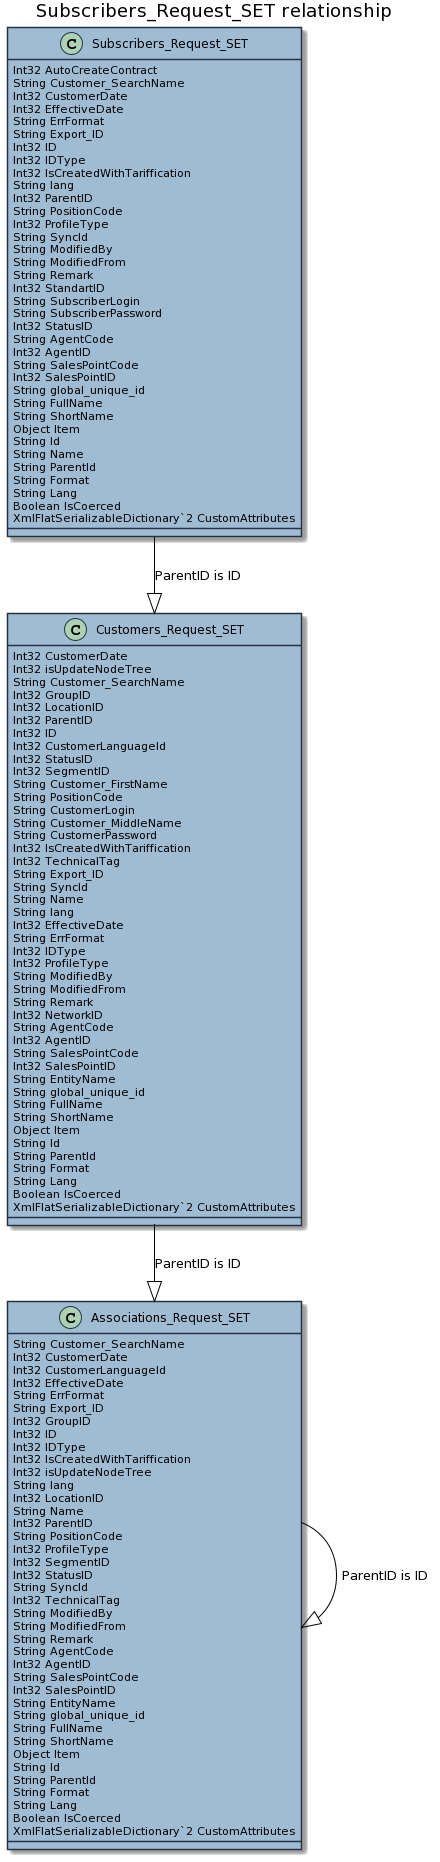 Subscribers_Request_SET relationship
C Subscribers_Request_SET
Int32 AutoCreateContract
String Customer_SearchName
Int32 CustomerDate
Int32 EffectiveDate
String ErrFormat
String Export_ID
Int32 ID
Int32 IDType
Int32 IsCreatedWithTariffication
String lang
Int32 ParentID
String PositionCode
Int32 ProfileType
String SyncId
String ModifiedBy
String ModifiedFrom
String Remark
Int32 StandartID
String SubscriberLogin
String SubscriberPassword
Int32 StatusID
String AgentCode
Int32 AgentID
String SalesPointCode
Int32 SalesPointID
String global_unique_id
String FullName
String ShortName
Object Item
String Id
String Name
String ParentId
String Format
String Lang
Boolean IsCoerced
XmlFlatSerializableDictionary`2 CustomAttributes
ParentID is ID
C Customers_Request_SET
Int32 CustomerDate
Int32 isUpdateNodeTree
String Customer_SearchName
Int32 GroupID
Int32 LocationID
Int32 ParentID
Int32 ID
Int32 CustomerLanguageId
Int32 StatusID
Int32 SegmentID
String Customer_FirstName
String PositionCode
String CustomerLogin
String Customer_MiddleName
String CustomerPassword
Int32 IsCreatedWithTariffication
Int32 TechnicalTag
String Export_ID
String SyncId
String Name
String lang
Int32 EffectiveDate
String ErrFormat
Int32 IDType
Int32 ProfileType
String ModifiedBy
String ModifiedFrom
String Remark
Int32 NetworkID
String AgentCode
Int32 AgentID
String SalesPointCode
Int32 SalesPointID
String EntityName
String global_unique_id
String FullName
String ShortName
Object Item
String Id
String ParentId
String Format
String Lang
Boolean IsCoerced
XmlFlatSerializableDictionary`2 CustomAttributes
ParentID is ID
C Associations_Request_SET
String Customer_SearchName
Int32 CustomerDate
Int32 CustomerLanguageId
Int32 EffectiveDate
String ErrFormat
String Export_ID
Int32 GroupID
Int32 ID
Int32 IDType
Int32 IsCreatedWithTariffication
Int32 isUpdateNodeTree
String lang
Int32 LocationID
String Name
Int32 ParentID
String PositionCode
Int32 ProfileType
Int32 SegmentID
Int32 StatusID
String SyncId
Int32 TechnicalTag
String ModifiedBy
String ModifiedFrom
String Remark
String AgentCode
Int32 AgentID
String SalesPointCode
Int32 SalesPointID
String EntityName
String global_unique_id
String FullName
String ShortName
Object Item
String Id
String ParentId
String Format
String Lang
Boolean IsCoerced
XmlFlatSerializableDictionary`2 CustomAttributes
ParentID is ID